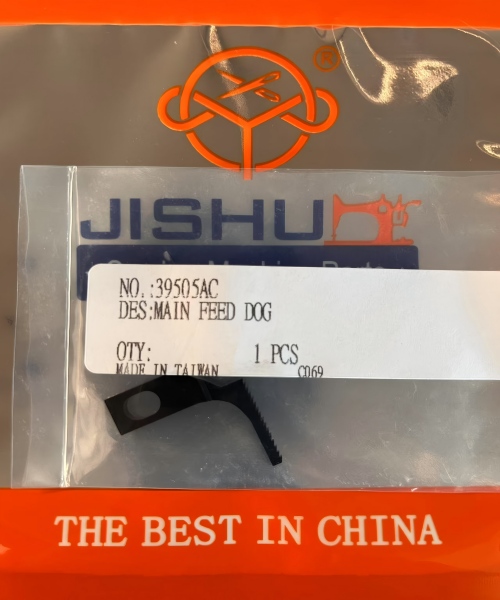 ®
JISHU
NO.:39505AC
DES:MAIN FEED DOG
QTY: 1 PCS
MADE IN TAIWAN C069
THE BEST IN CHINA